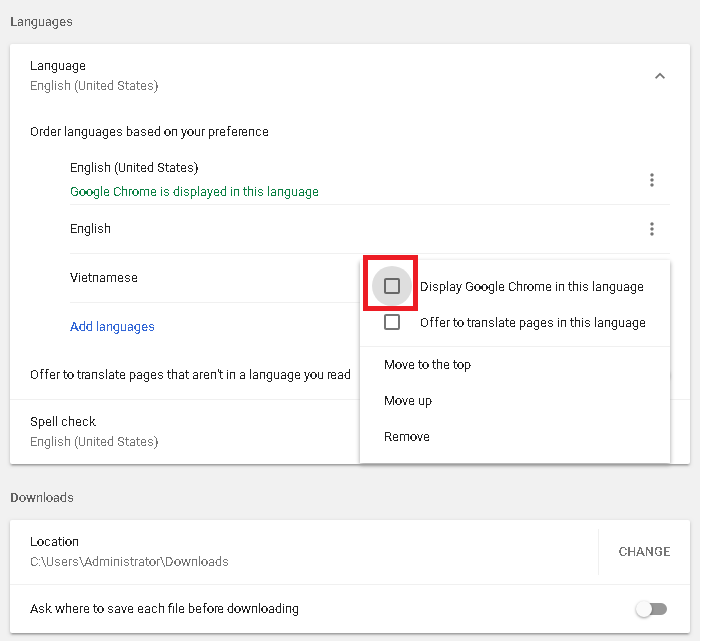 Languages
Language
English (United States)
Order languages based on your preference
English (United States)
Google Chrome is displayed in this language
English
Vietnamese
Display Google Chrome in this language
Offer to translate pages in this language
Move to the top
Move up
Remove
Add languages
Offer to translate pages that aren't in a language you read
Spell check
English (United States)
Downloads
Location
C:\Users\Administrator\Downloads
CHANGE
Ask where to save each file before downloading